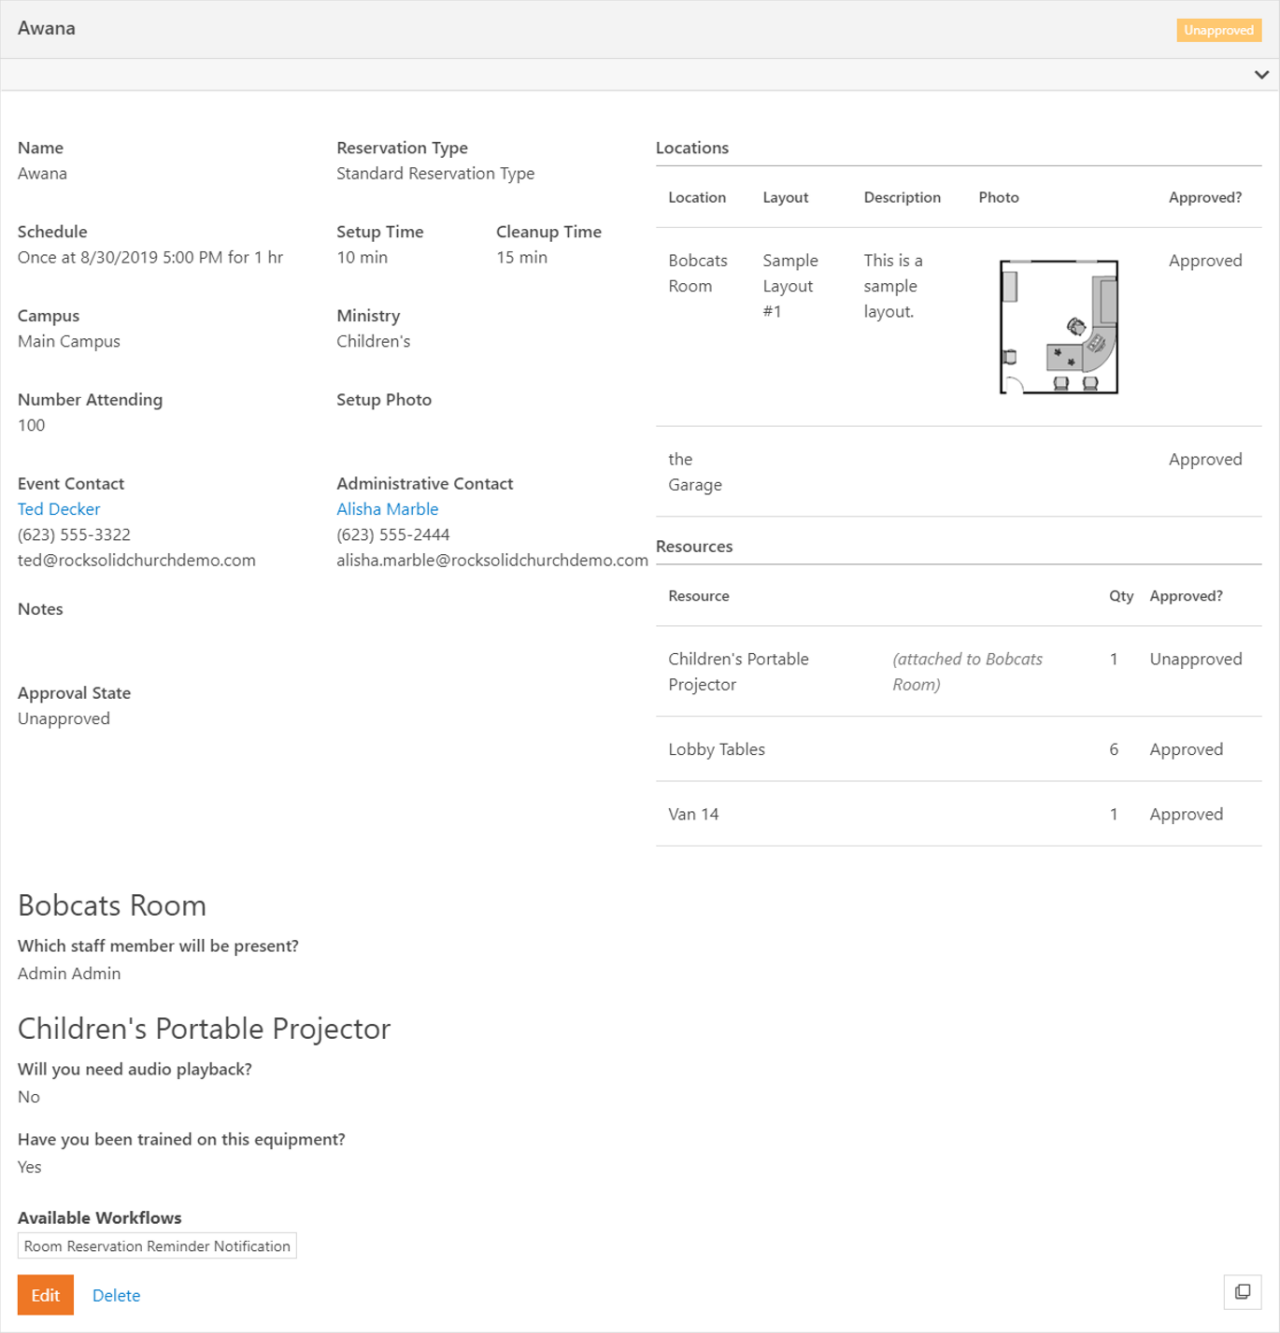 Awana
Unapproved
Name
Awana
Reservation Type
Standard Reservation Type
Schedule
Once at 8/30/2019 5:00 PM for 1 hr
Setup Time
10 min
Cleanup Time
15 min
Campus
Main Campus
Ministry
Children's
Number Attending
100
Setup Photo
Event Contact
Ted Decker
(623) 555-3322
ted@rocksolidchurchdemo.com
Administrative Contact
Alisha Marble
(623) 555-2444
alisha.marble@rocksolidchurchdemo.com
Notes
Approval State
Unapproved
Locations
Location Layout Description Photo Approved?
Bobcats
Room
Sample
Layout
#1
This is a
sample
layout.
Approved
the
Garage
Approved
Resources
Resource Qty Approved?
Children's Portable
Projector
(attached to Bobcats
Room)
1 Unapproved
Lobby Tables 6 Approved
Van 14 1 Approved
Bobcats Room
Which staff member will be present?
Admin Admin
Children's Portable Projector
Will you need audio playback?
No
Have you been trained on this equipment?
Yes
Available Workflows
Room Reservation Reminder Notification
Edit Delete